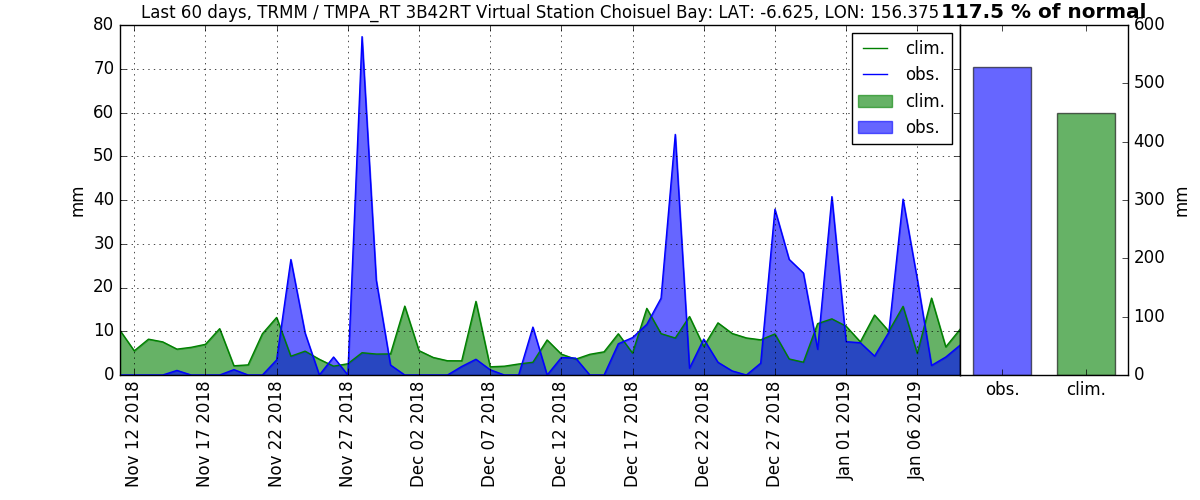 Last 60 days, TRMM / TMPA_RT 3B42RT Virtual Station Choisuel Bay: LAT: -6.625, LON: 156.375
117.5 % of normal
80
70
60
50
40
30
20
10
0
mm
clim.
obs.
clim.
obs.
Nov 12 2018
Nov 17 2018
Nov 22 2018
Nov 27 2018
Dec 02 2018
Dec 07 2018
Dec 12 2018
Dec 17 2018
Dec 22 2018
Dec 27 2018
Jan 01 2019
Jan 06 2019
600
500
400
300
200
100
0
mm
obs.
clim.